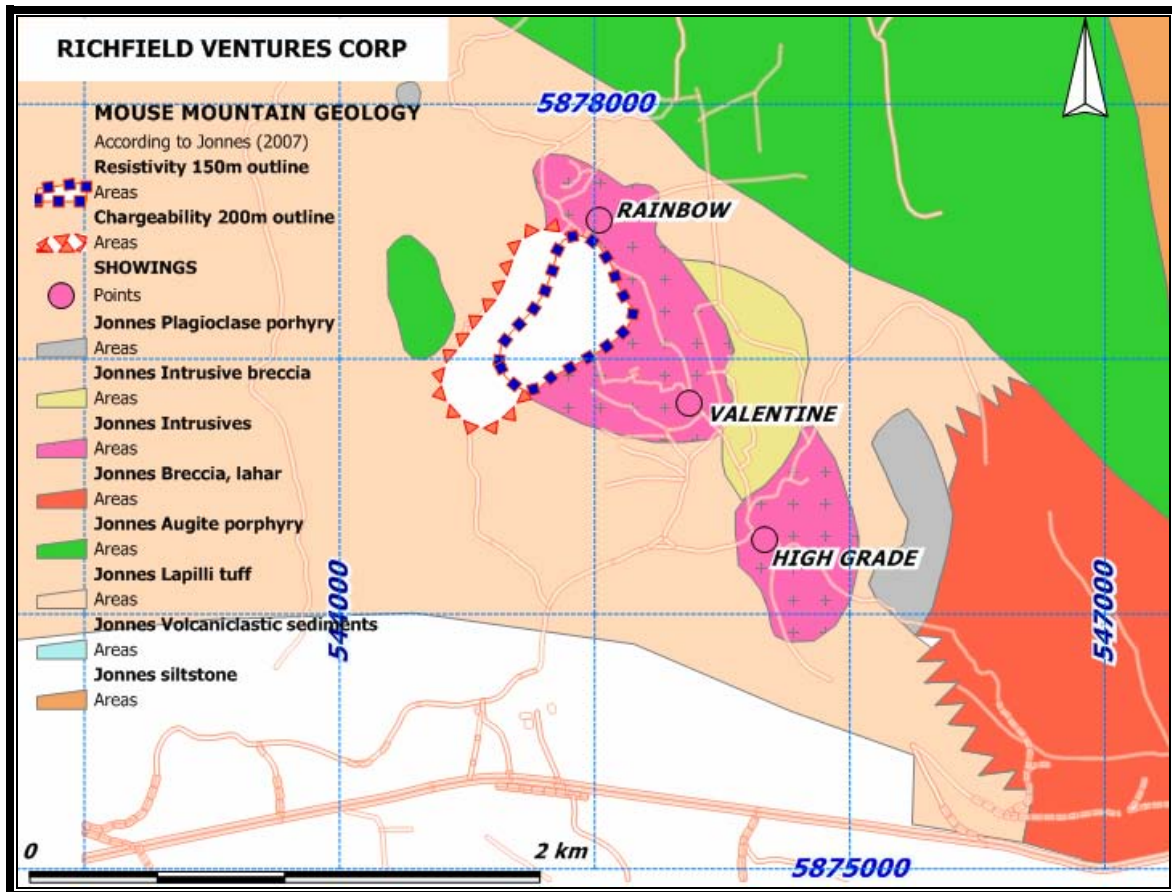 RICHFIELD VENTURES CORP
MOUSE MOUNTAIN GEOLOGY
According to Jonnes (2007)
Resistivity 150m outline
Areas
Chargeability 200m outline
Areas
SHOWINGS
Points
Jonnes Plagioclase porhyry
Areas
Jonnes Intrusive breccia
Areas
Jonnes Intrusives
Areas
Jonnes Breccia, lahar
Areas
Jonnes Augite porphyry
Areas
Jonnes Lapilli tuff
Areas
Jonnes Volcaniclastic sediments
Areas
Jonnes siltstone
Areas
5878000
RAINBOW
VALENTINE
HIGH GRADE
544000
547000
0
2 km
5875000